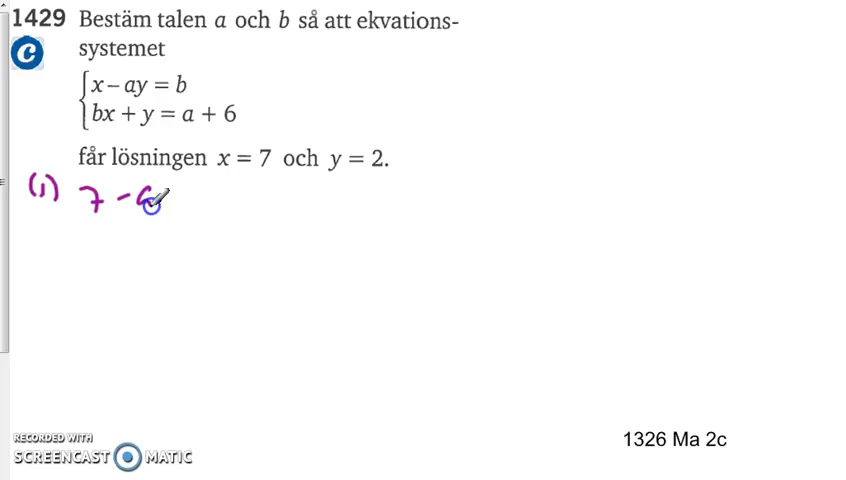 1429 Bestäm talen a och b så att ekvations-
systemet
x – ay = b
bx + y = a + 6
får lösningen x = 7 och y = 2.
(1) 7 -
1326 Ma 2c
RECORDED WITH
SCREENCAST MATIC